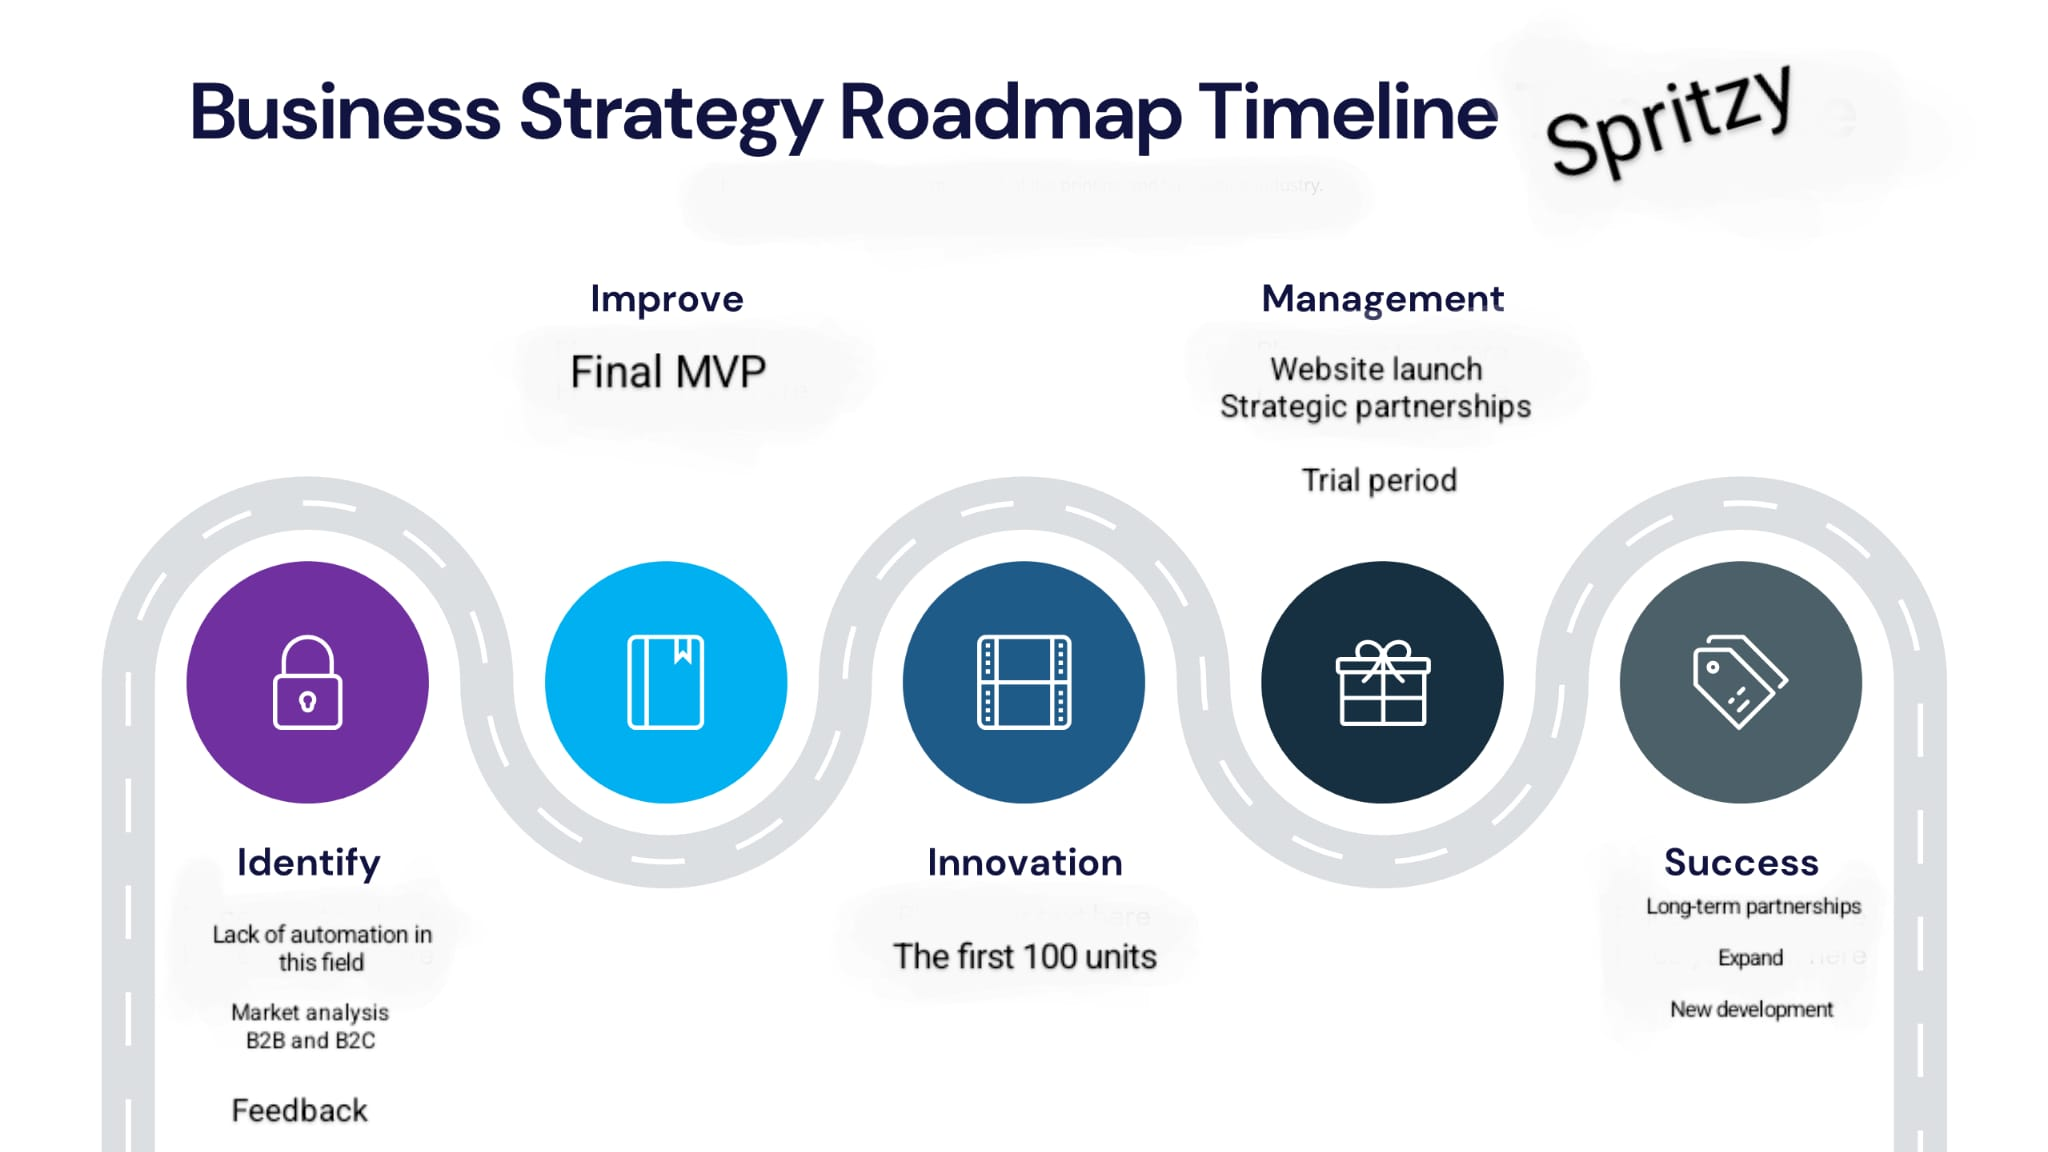 Business Strategy Roadmap Timeline
Spritzy
Improve
Final MVP
Management
Website launch
Strategic partnerships
Trial period
Identify
Lack of automation in
this field
Market analysis
B2B and B2C
Feedback
Innovation
The first 100 units
Success
Long-term partnerships
Expand
New development